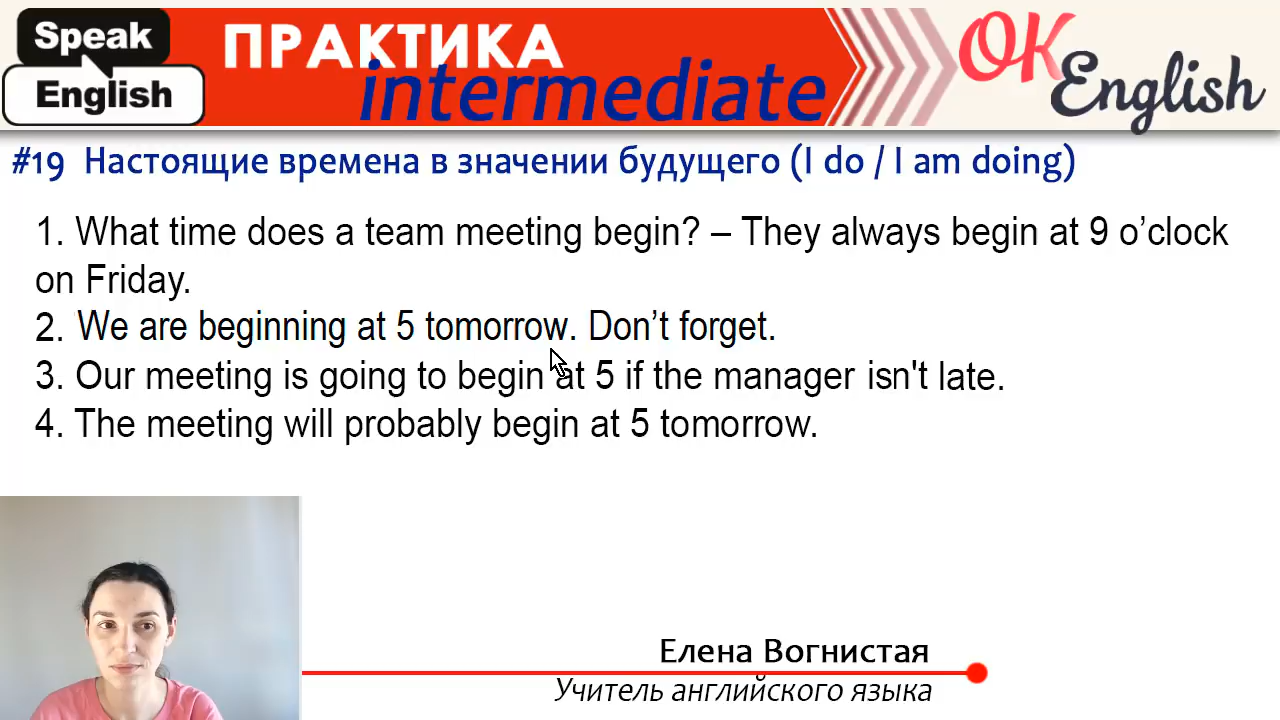 Speak
English
ПРАКТИКА
intermediate
OK
English
#19 Настоящие времена в значении будущего (I do / I am doing)
1. What time does a team meeting begin? – They always begin at 9 o’clock
on Friday.
2. We are beginning at 5 tomorrow. Don’t forget.
3. Our meeting is going to begin at 5 if the manager isn't late.
4. The meeting will probably begin at 5 tomorrow.
Елена Вогнистая
Учитель английского языка